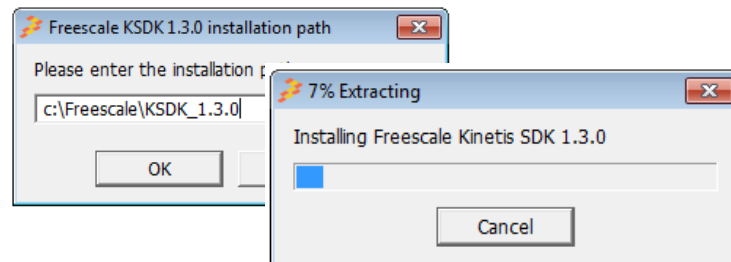 Freescale KSDK 1.3.0 installation path
Please enter the installation
c:\Freescale\KSDK_1.3.0
OK
7% Extracting
Installing Freescale Kinetis SDK 1.3.0
Cancel